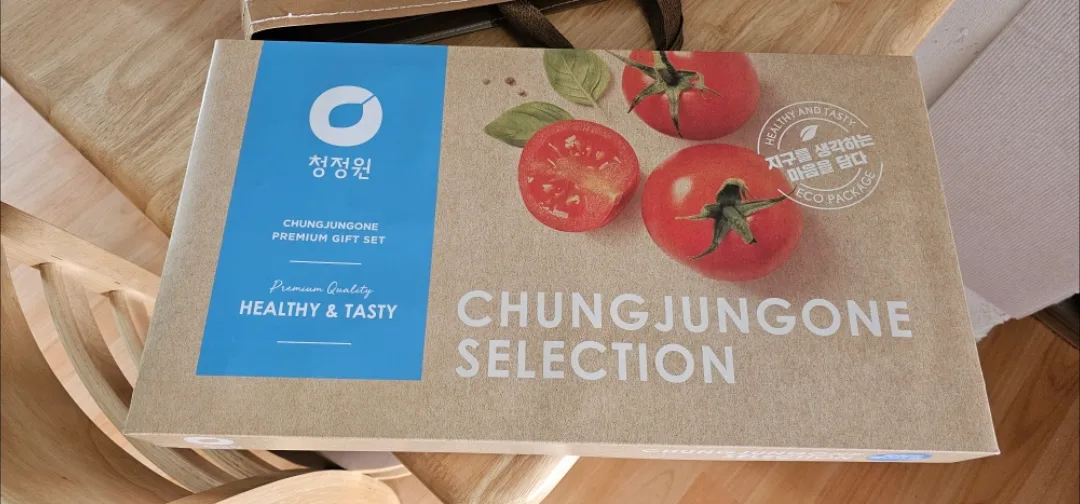 청정원
CHUNGJUNGONE
PREMIUM GIFT SET
Premium Quality
HEALTHY & TASTY
HEALTHY AND TASTY
지구를 생각하는
마음을 담다
ECO PACKAGE
CHUNGJUNGONE
SELECTION